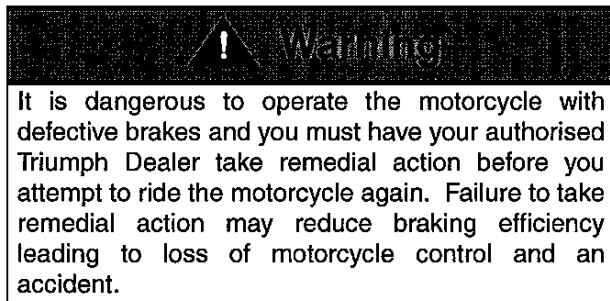 Warning
It is dangerous to operate the motorcycle with
defective brakes and you must have your authorised
Triumph Dealer take remedial action before you
attempt to ride the motorcycle again. Failure to take
remedial action may reduce braking efficiency
leading to loss of motorcycle control and an
accident.